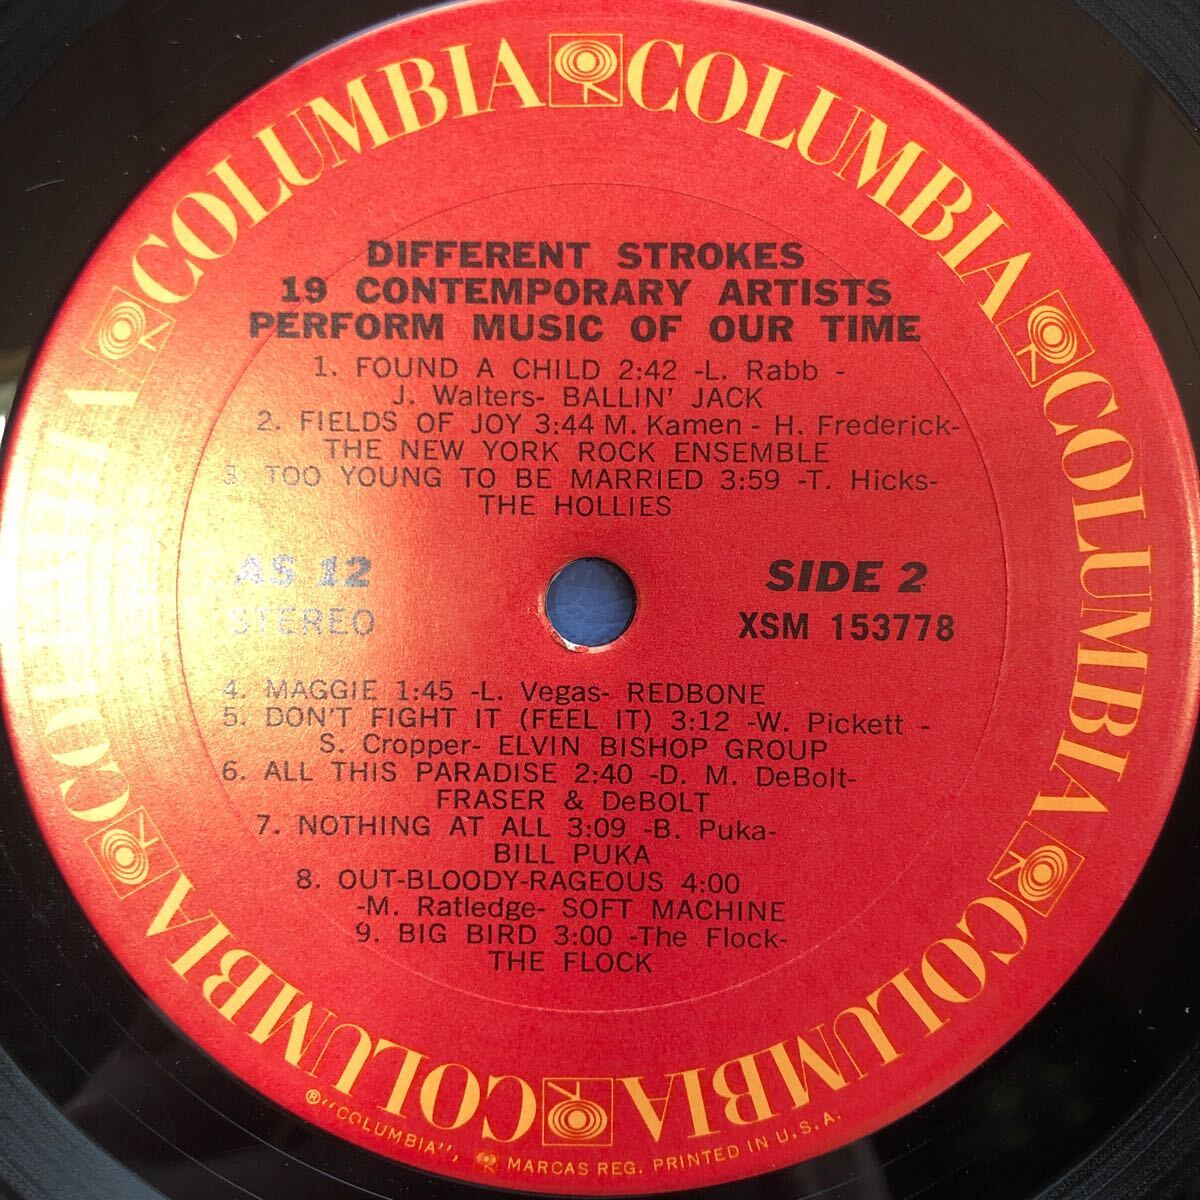 COLUMBIA COLUMBIA COLUMBIA COLUMBIA COLUMBIA COLUMBIA
DIFFERENT STROKES
19 CONTEMPORARY ARTISTS
PERFORM MUSIC OF OUR TIME
1. FOUND A CHILD 2:42 -L. Rabb -
J. Walters- BALLIN' JACK
2. FIELDS OF JOY 3:44 M. Kamen - H. Frederick-
THE NEW YORK ROCK ENSEMBLE
3. TOO YOUNG TO BE MARRIED 3:59 -T. Hicks-
THE HOLLIES
AS 12
STEREO
SIDE 2
XSM 153778
4. MAGGIE 1:45 -L. Vegas- REDBONE
5. DON'T FIGHT IT (FEEL IT) 3:12 -W. Pickett -
S. Cropper- ELVIN BISHOP GROUP
6. ALL THIS PARADISE 2:40 -D. M. DeBolt-
FRASER & DeBOLT
7. NOTHING AT ALL 3:09 -B. Puka-
BILL PUKA
8. OUT-BLOODY-RAGEOUS 4:00
-M. Ratledge- SOFT MACHINE
9. BIG BIRD 3:00 -The Flock-
THE FLOCK
®"COLUMBIA", MARCAS REG. PRINTED IN U.S.A.